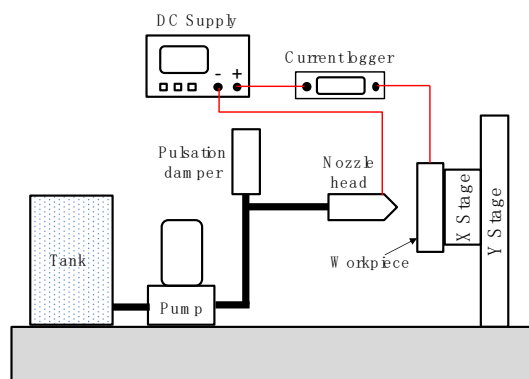 DC Supply
- +
Current logger
Pulsation
damper
Nozzle
head
X Stage
Y Stage
Workpiece
Tank
Pump